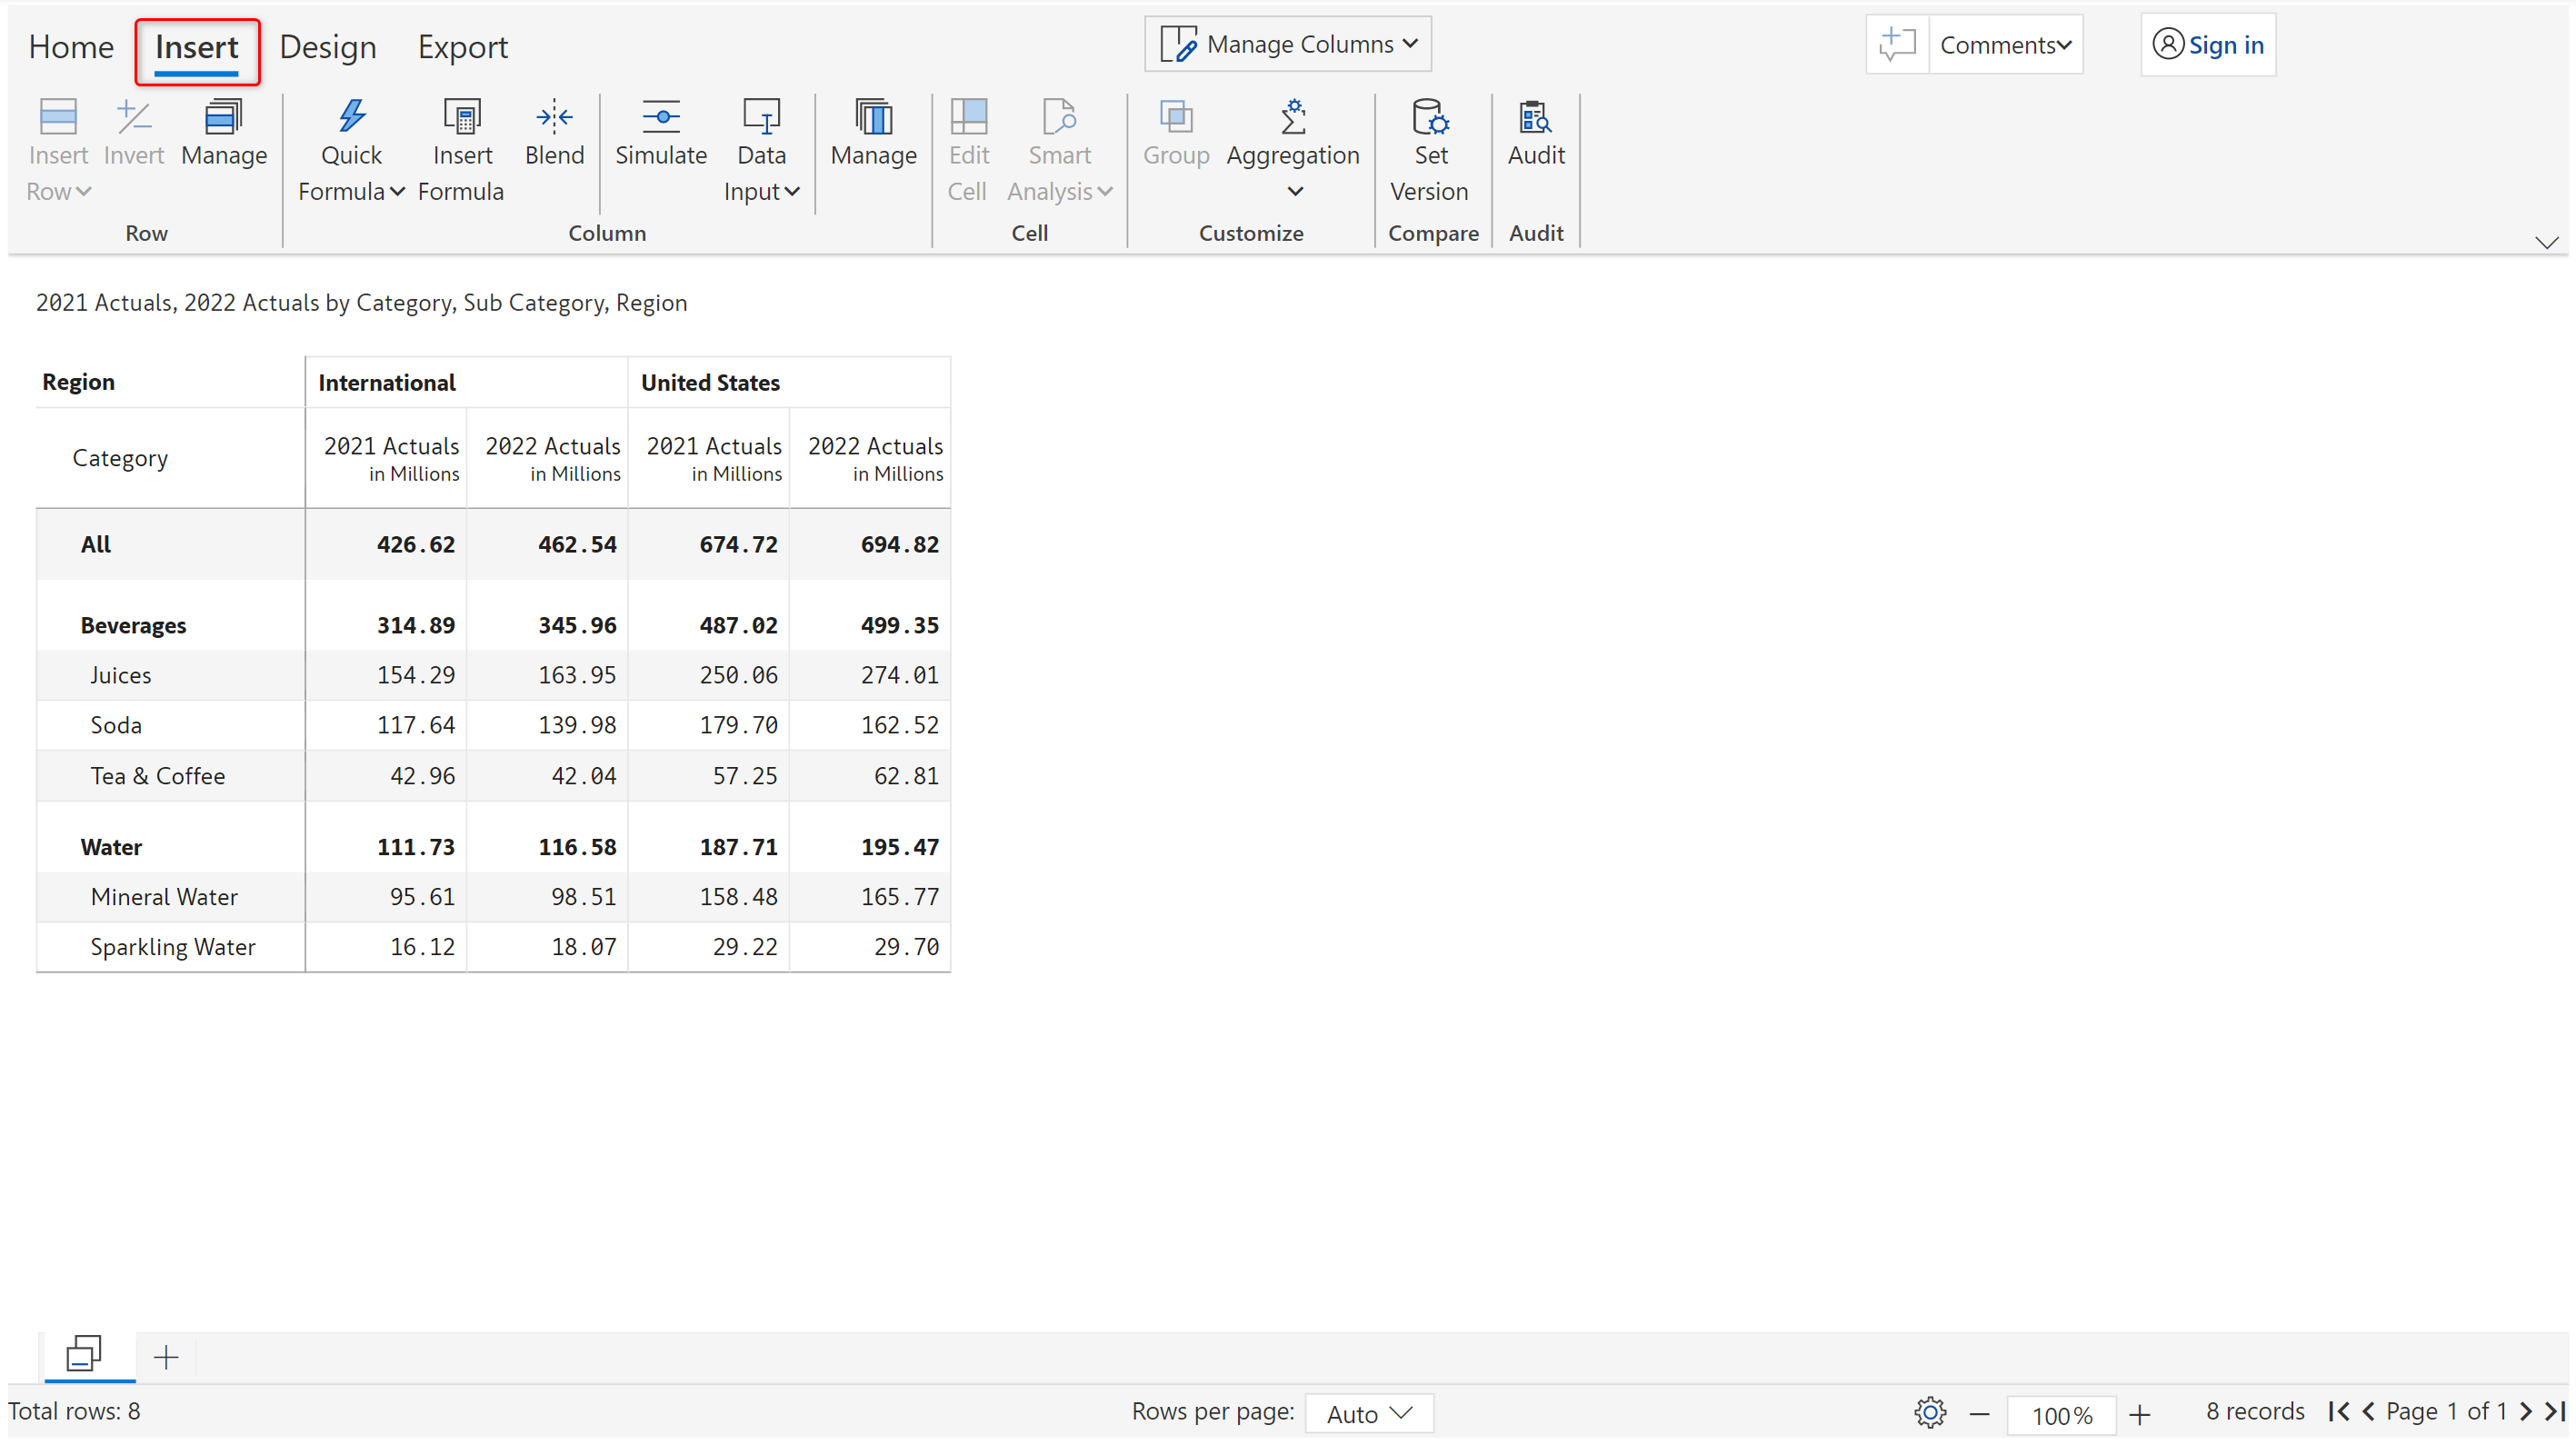 Home Insert Design Export Manage Columns Comments Sign in
Insert Invert Manage Quick Insert Blend Simulate Data Manage Edit Smart Group Aggregation Set Audit
Row Formula Formula Input Cell Analysis Version
Row Column Cell Customize Compare Audit
2021 Actuals, 2022 Actuals by Category, Sub Category, Region
Region International United States
Category 2021 Actuals 2022 Actuals 2021 Actuals 2022 Actuals
in Millions in Millions in Millions in Millions
All 426.62 462.54 674.72 694.82
Beverages 314.89 345.96 487.02 499.35
Juices 154.29 163.95 250.06 274.01
Soda 117.64 139.98 179.70 162.52
Tea & Coffee 42.96 42.04 57.25 62.81
Water 111.73 116.58 187.71 195.47
Mineral Water 95.61 98.51 158.48 165.77
Sparkling Water 16.12 18.07 29.22 29.70
Total rows: 8 Rows per page: Auto 100% 8 records Page 1 of 1